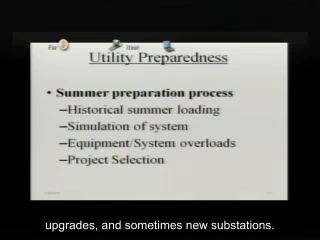 Utility Preparedness
• Summer preparation process
–Historical summer loading
–Simulation of system
–Equipment/System overloads
–Project Selection
upgrades, and sometimes new substations.